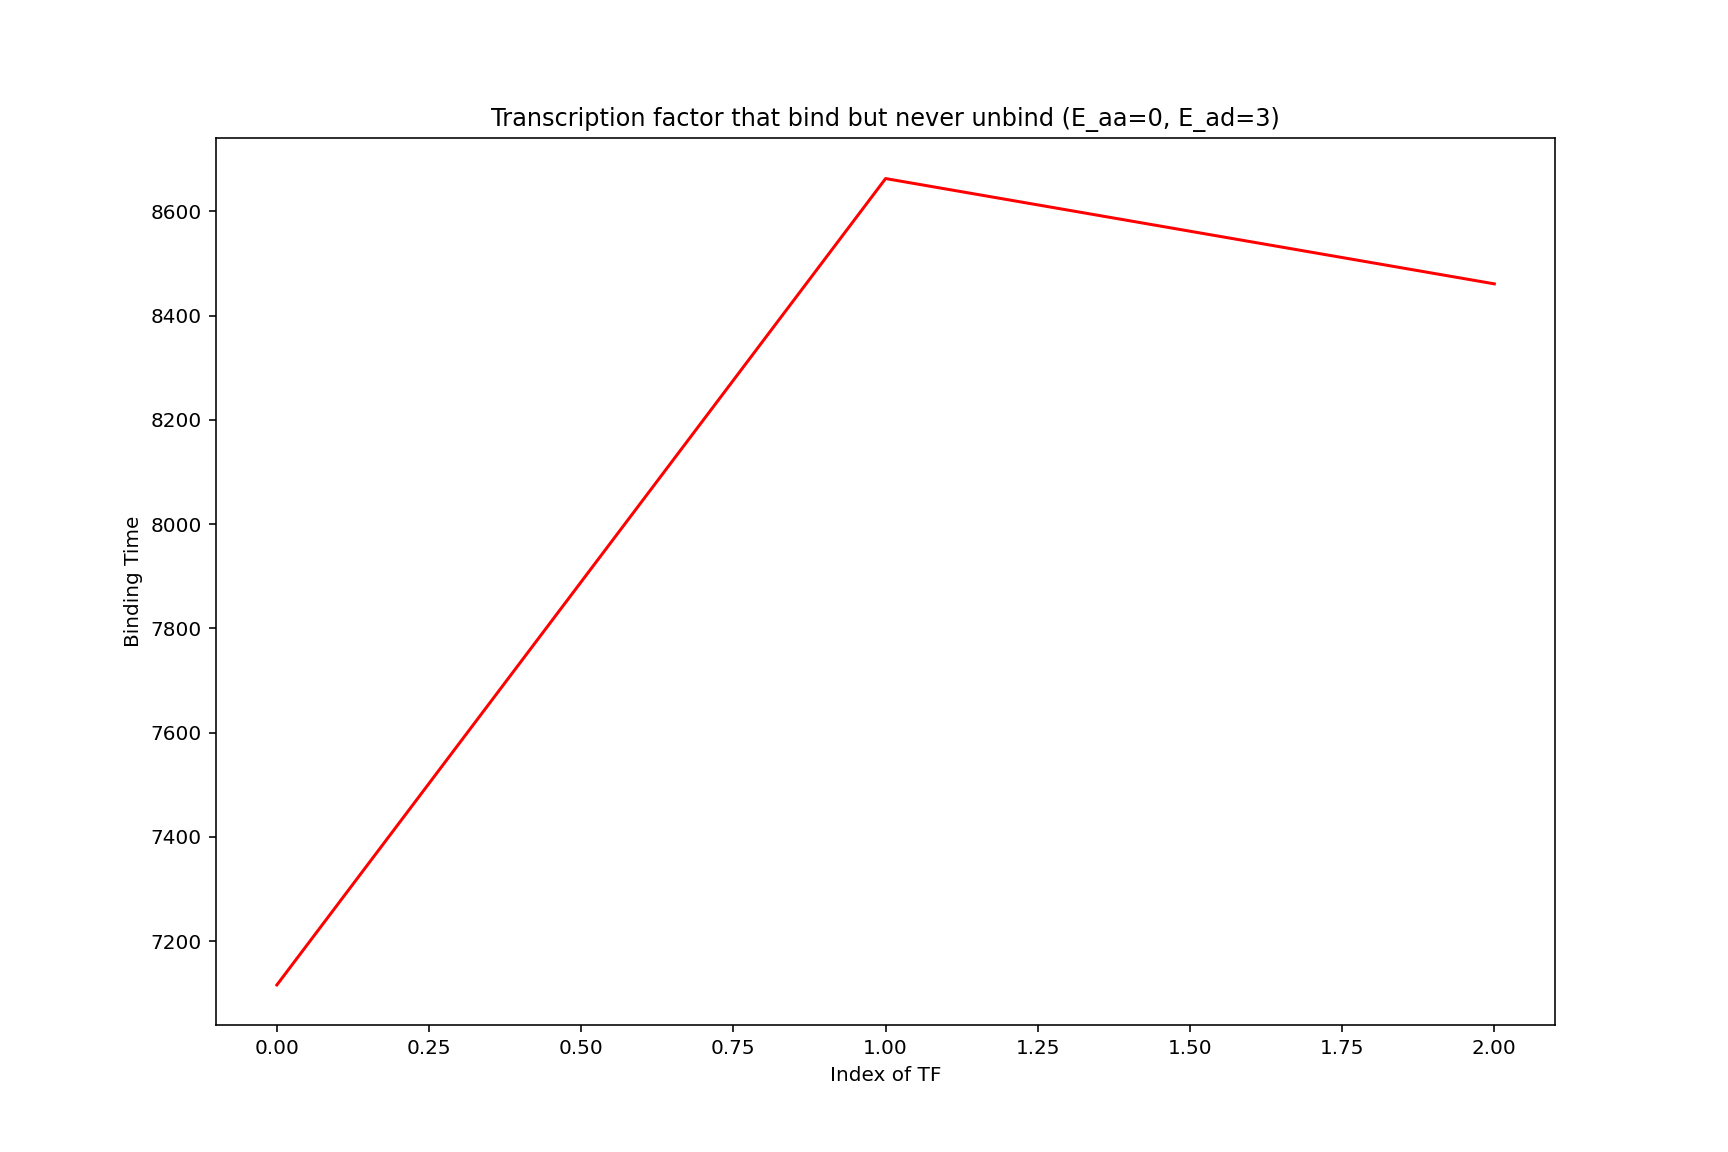 Transcription factor that bind but never unbind (E_aa=0, E_ad=3)
8600
8400
8200
8000
7800
7600
7400
7200
Binding Time
0.00 0.25 0.50 0.75 1.00 1.25 1.50 1.75 2.00
Index of TF